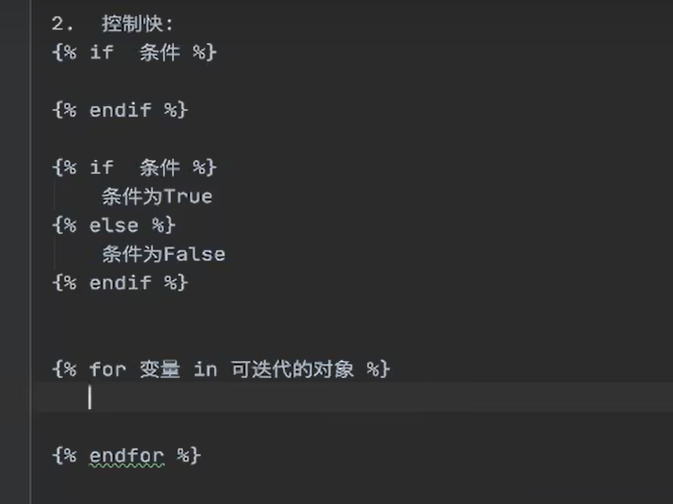 2.  控制快:
{% if  条件 %}
{% endif %}
{% if  条件 %}
    条件为True
{% else %}
    条件为False
{% endif %}
{% for 变量 in 可迭代的对象 %}
{% endfor %}